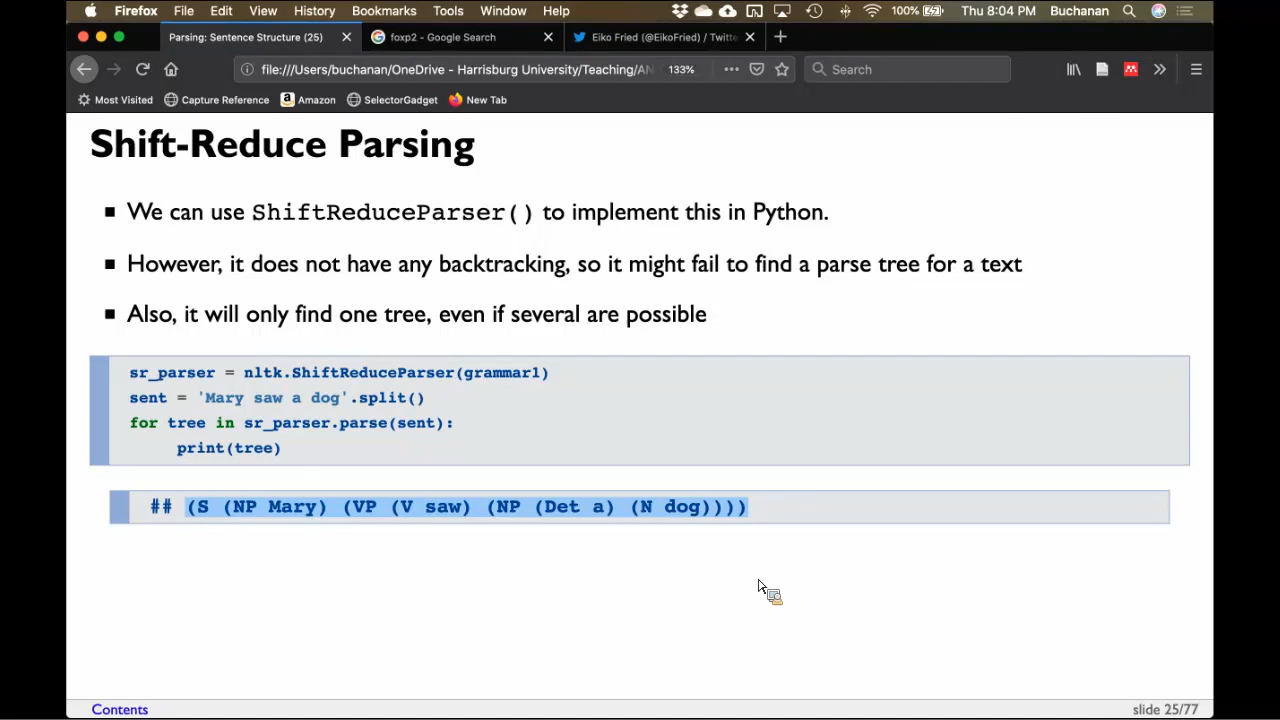 Firefox File Edit View History Bookmarks Tools Window Help 100% Thu 8:04 PM Buchanan
Parsing: Sentence Structure (25) foxp2 - Google Search Eiko Fried (@EikoFried) / Twitte
file:///Users/buchanan/OneDrive - Harrisburg University/Teaching/AN 133% Search
Most Visited Capture Reference Amazon SelectorGadget New Tab
Shift-Reduce Parsing
We can use ShiftReduceParser() to implement this in Python.
However, it does not have any backtracking, so it might fail to find a parse tree for a text
Also, it will only find one tree, even if several are possible
sr_parser = nltk.ShiftReduceParser(grammar1)
sent = 'Mary saw a dog'.split()
for tree in sr_parser.parse(sent):
print(tree)
## (S (NP Mary) (VP (V saw) (NP (Det a) (N dog))))
Contents slide 25/77